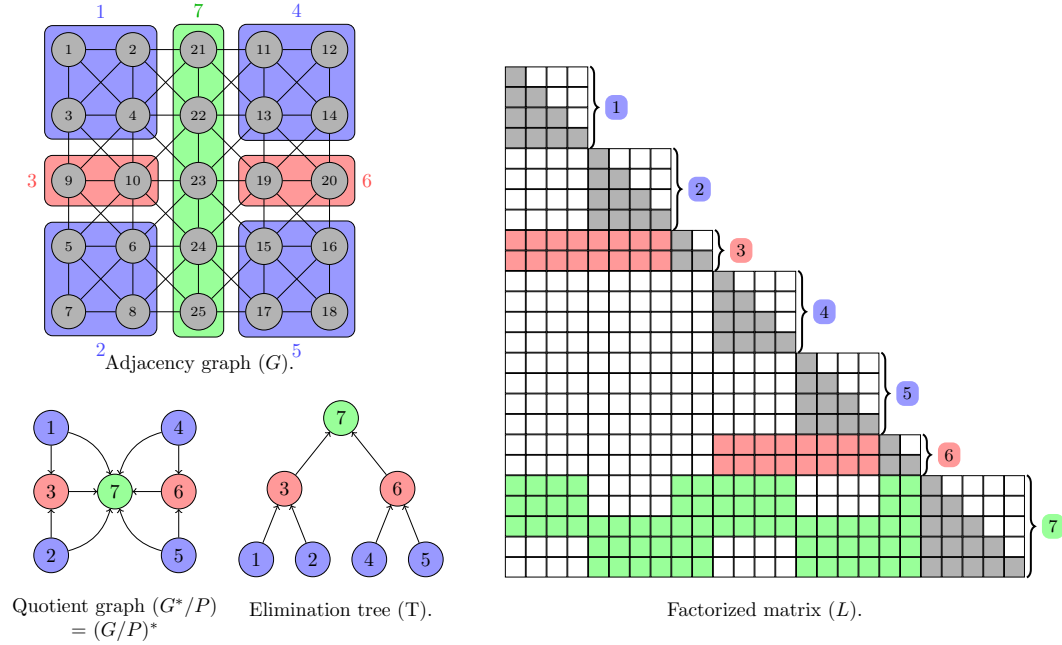 1 7 4
1 2 21 11 12
3 4 22 13 14
3 9 10 23 19 20 6
5 6 24 15 16
7 8 25 17 18
2 5
Adjacency graph (G).
1 4
3 7 6
2 5
Quotient graph (G*/P)
= (G/P)*
7
3 6
1 2 4 5
Elimination tree (T).
1
2
3
4
5
6
7
Factorized matrix (L).